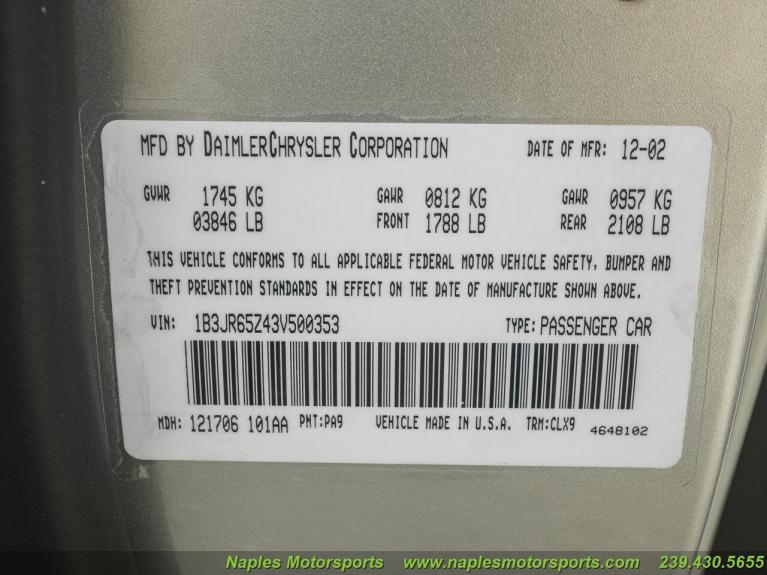 MFD BY DAIMLERCHRYSLER CORPORATION DATE OF MFR: 12-02
GVWR 1745 KG GAWR 0812 KG GAWR 0957 KG
03846 LB FRONT 1788 LB REAR 2108 LB
THIS VEHICLE CONFORMS TO ALL APPLICABLE FEDERAL MOTOR VEHICLE SAFETY, BUMPER AND
THEFT PREVENTION STANDARDS IN EFFECT ON THE DATE OF MANUFACTURE SHOWN ABOVE.
VIN: 1B3JR65Z43V500353 TYPE: PASSENGER CAR
MDH: 121706 101AA PNT:PA9 VEHICLE MADE IN U.S.A. TRM:CLX9 4648102
Naples Motorsports www.naplesmotorsports.com 239.430.5655